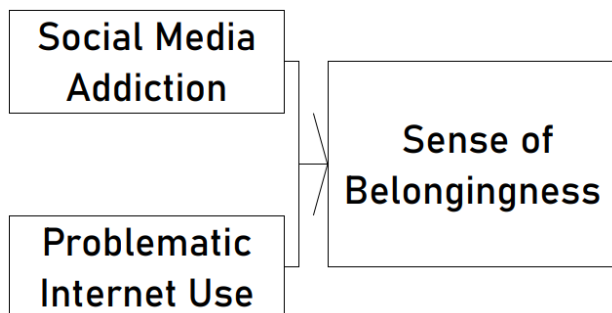 Social Media
Addiction
Sense of
Belongingness
Problematic
Internet Use